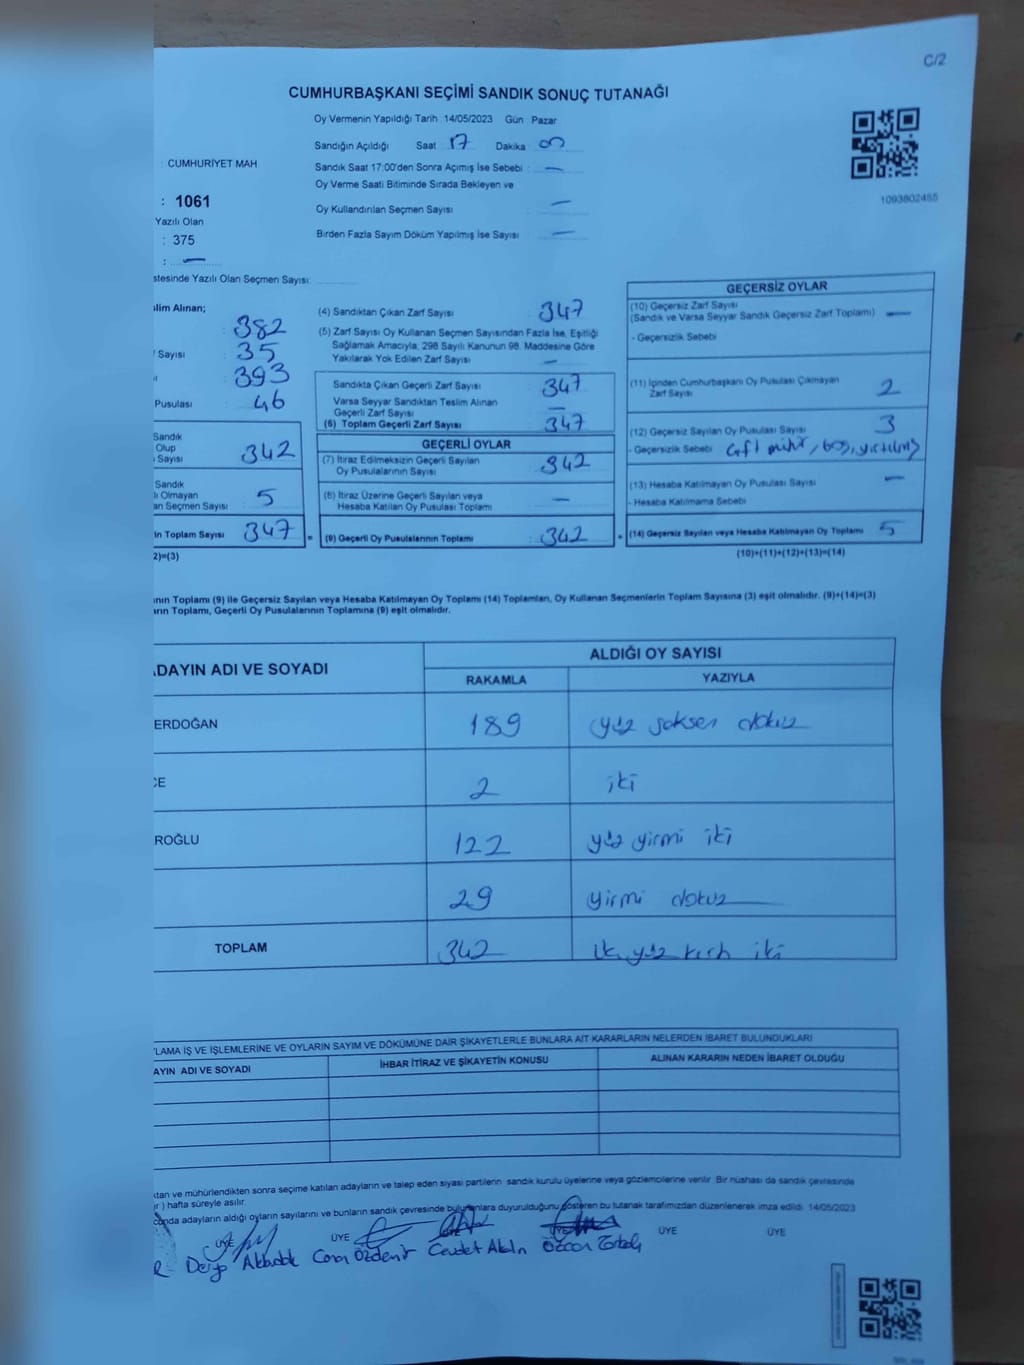 C/2
CUMHURBAŞKANI SEÇİMİ SANDIK SONUÇ TUTANAĞI
Oy Vermenin Yapıldığı Tarih : 14/05/2023 Gün : Pazar
Sandığın Açıldığı Saat : 17 Dakika : 00
: CUMHURİYET MAH
Sandık Saat 17:00'den Sonra Açımış İse Sebebi : —
Oy Verme Saati Bitiminde Sırada Bekleyen ve
Oy Kullandırılan Seçmen Sayısı : —
Birden Fazla Sayım Döküm Yapılmış İse Sayısı : —
1093802455
: 1061
Yazılı Olan
: 375
: —
stesinde Yazılı Olan Seçmen Sayısı:
slim Alınan;
: 382
Sayısı : 35
: 393
Pusulası : 46
Sandık
Olup
Sayısı 342
Sandık
lı Olmayan
an Seçmen Sayısı 5
ın Toplam Sayısı 347
2)=(3)
(4) Sandıktan Çıkan Zarf Sayısı : 347
(5) Zarf Sayısı Oy Kullanan Seçmen Sayısından Fazla İse, Eşitliği
Sağlamak Amacıyla; 298 Sayılı Kanunun 98. Maddesine Göre
Yakılarak Yok Edilen Zarf Sayısı : —
Sandıkta Çıkan Geçerli Zarf Sayısı : 347
Varsa Seyyar Sandıktan Teslim Alınan
Geçerli Zarf Sayısı : —
(6) Toplam Geçerli Zarf Sayısı : 347
GEÇERLİ OYLAR
(7) İtiraz Edilmeksizin Geçerli Sayılan
Oy Pusulalarının Sayısı : 342
(8) İtiraz Üzerine Geçerli Sayılan veya
Hesaba Katılan Oy Pusulası Toplamı : —
= (9) Geçerli Oy Pusulalarının Toplamı : 342 +
GEÇERSİZ OYLAR
(10) Geçersiz Zarf Sayısı
(Sandık ve Varsa Seyyar Sandık Geçersiz Zarf Toplamı) : —
- Geçersizlik Sebebi :
(11) İçinden Cumhurbaşkanı Oy Pusulası Çıkmayan
Zarf Sayısı : 2
(12) Geçersiz Sayılan Oy Pusulası Sayısı : 3
- Geçersizlik Sebebi : çift mühür, boş, yırtılmış
(13) Hesaba Katılmayan Oy Pusulası Sayısı : —
- Hesaba Katılmama Sebebi :
(14) Geçersiz Sayılan veya Hesaba Katılmayan Oy Toplamı : 5
(10)+(11)+(12)+(13)=(14)
nın Toplamı (9) ile Geçersiz Sayılan veya Hesaba Katılmayan Oy Toplamı (14) Toplamları, Oy Kullanan Seçmenlerin Toplam Sayısına (3) eşit olmalıdır. (9)+(14)=(3)
arın Toplamı, Geçerli Oy Pusulalarının Toplamına (9) eşit olmalıdır.
ADAYIN ADI VE SOYADI ALDIĞI OY SAYISI
RAKAMLA YAZIYLA
ERDOĞAN 189 yüz seksen dokuz
CE 2 iki
ROĞLU 122 yüz yirmi iki
29 yirmi dokuz
TOPLAM 342 yüz kırk iki
LAMA İŞ VE İŞLEMLERİNE VE OYLARIN SAYIM VE DÖKÜMÜNE DAİR ŞİKAYETLERLE BUNLARA AİT KARARLARIN NELERDEN İBARET BULUNDUKLARI
AYIN ADI VE SOYADI İHBAR İTİRAZ VE ŞİKAYETİN KONUSU ALINAN KARARIN NEDEN İBARET OLDUĞU
ktan ve mühürlendikten sonra seçime katılan adayların ve talep eden siyasi partilerin sandık kurulu üyelerine veya gözlemcilerine verilir. Bir nüshası da sandık çevresinde
ir ) hafta süreyle asılır.
cunda adayların aldığı oyların sayılarını ve bunların sandık çevresinde bulunanlara duyurulduğunu gösteren bu tutanak tarafımızdan düzenlenerek imza edildi. 14/05/2023
ÜYE ÜYE ÜYE ÜYE ÜYE
Derya Cevdet Özcan